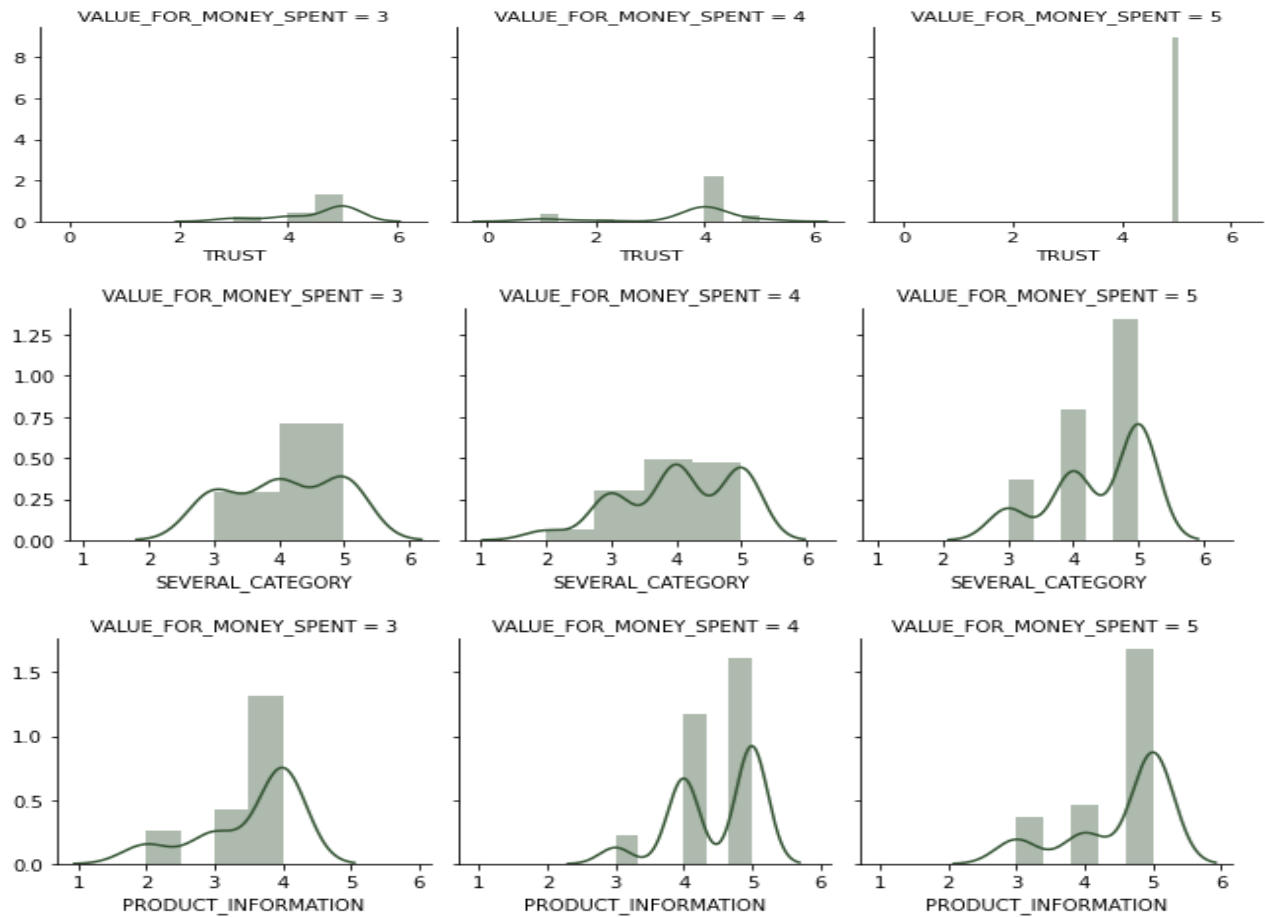 VALUE_FOR_MONEY_SPENT = 3 VALUE_FOR_MONEY_SPENT = 4 VALUE_FOR_MONEY_SPENT = 5
8
6
4
2
0
0 2 4 6 0 2 4 6 0 2 4 6
TRUST TRUST TRUST
VALUE_FOR_MONEY_SPENT = 3 VALUE_FOR_MONEY_SPENT = 4 VALUE_FOR_MONEY_SPENT = 5
1.25
1.00
0.75
0.50
0.25
0.00
1 2 3 4 5 6 1 2 3 4 5 6 1 2 3 4 5 6
SEVERAL_CATEGORY SEVERAL_CATEGORY SEVERAL_CATEGORY
VALUE_FOR_MONEY_SPENT = 3 VALUE_FOR_MONEY_SPENT = 4 VALUE_FOR_MONEY_SPENT = 5
1.5
1.0
0.5
0.0
1 2 3 4 5 6 1 2 3 4 5 6 1 2 3 4 5 6
PRODUCT_INFORMATION PRODUCT_INFORMATION PRODUCT_INFORMATION